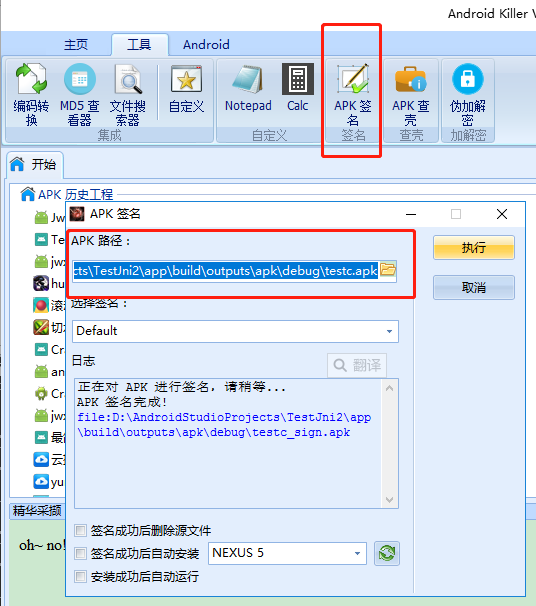 Android Killer V
主页 工具 Android
编码转换 MD5 查看器 文件搜索器 自定义 Notepad Calc APK 签名 APK 查壳 伪加解密
集成 自定义 签名 查壳 加解密
开始
APK 历史工程
Jw
Te
jwz
hu
滚
切
Cr
an
Cra
jwz
最
云
yu
精华采撷
oh~ no!
APK 签名
APK 路径：
cts\TestJni2\app\build\outputs\apk\debug\testc.apk
执行
取消
选择签名：
Default
日志
翻译
正在对 APK 进行签名，请稍等...
APK 签名完成！
file:D:\AndroidStudioProjects\TestJni2\app
\build\outputs\apk\debug\testc_sign.apk
签名成功后删除源文件
签名成功后自动安装 NEXUS 5
安装成功后自动运行